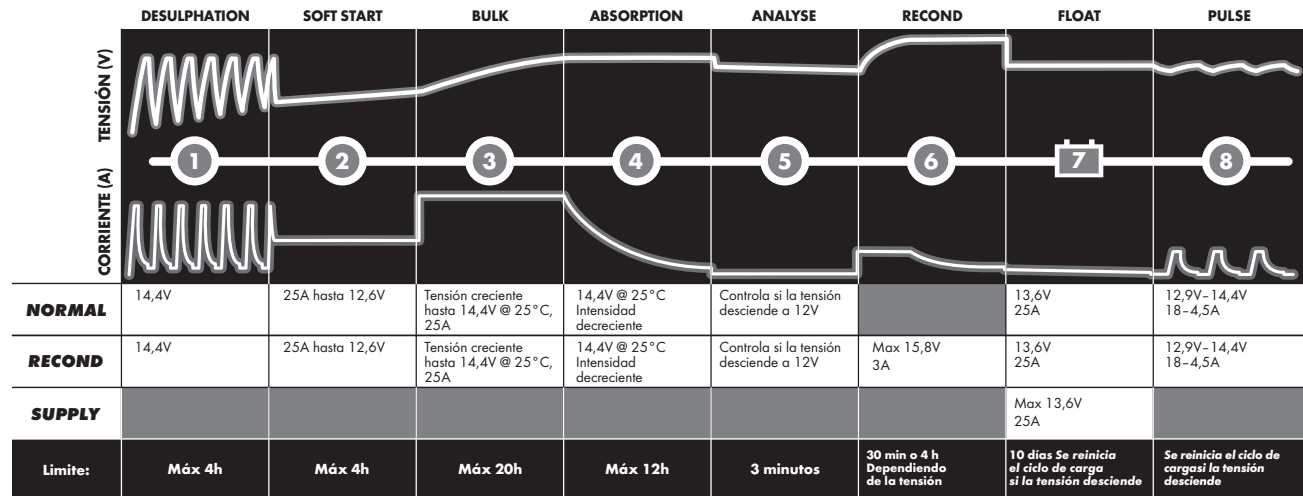 DESULPHATION SOFT START BULK ABSORPTION ANALYSE RECOND FLOAT PULSE
TENSIÓN (V)
1 2 3 4 5 6 7 8
CORRIENTE (A)
NORMAL
14,4V
25A hasta 12,6V
Tensión creciente
hasta 14,4V @ 25°C,
25A
14,4V @ 25°C
Intensidad
decreciente
Controla si la tensión
desciende a 12V
13,6V
25A
12,9V–14,4V
18–4,5A
RECOND
14,4V
25A hasta 12,6V
Tensión creciente
hasta 14,4V @ 25°C,
25A
14,4V @ 25°C
Intensidad
decreciente
Controla si la tensión
desciende a 12V
Max 15,8V
3A
13,6V
25A
12,9V–14,4V
18–4,5A
SUPPLY
Max 13,6V
25A
Limite:
Máx 4h
Máx 4h
Máx 20h
Máx 12h
3 minutos
30 min o 4 h
Dependiendo
de la tensión
10 días Se reinicia
el ciclo de carga
si la tensión desciende
Se reinicia el ciclo de
cargasi la tensión
desciende